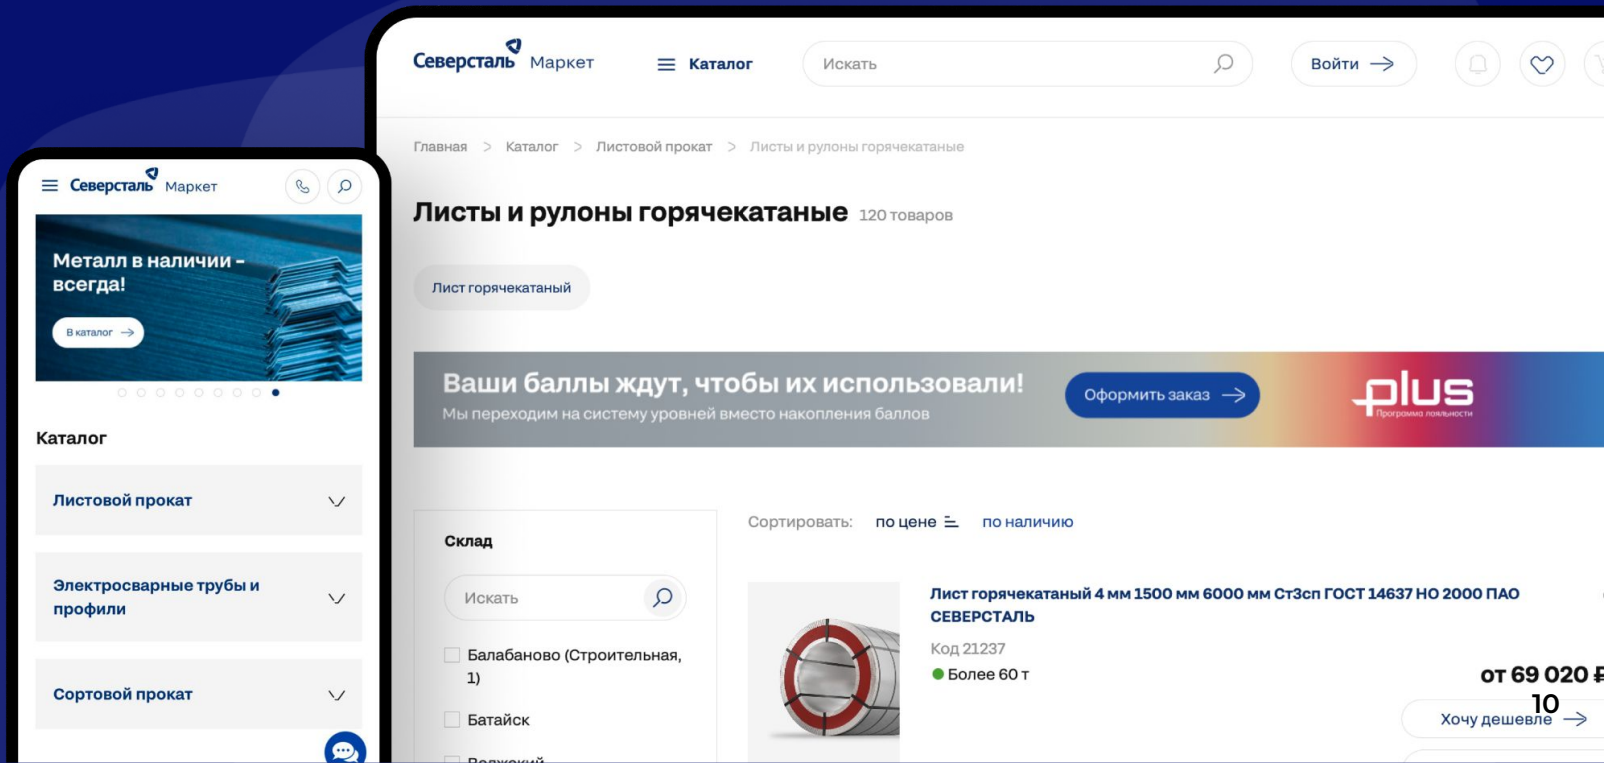 Северсталь Маркет
Металл в наличии –
всегда!
В каталог
Каталог
Листовой прокат
Электросварные трубы и
профили
Сортовой прокат
Северсталь Маркет
Каталог
Искать
Войти
Главная > Каталог > Листовой прокат > Листы и рулоны горячекатаные
Листы и рулоны горячекатаные 120 товаров
Лист горячекатаный
Ваши баллы ждут, чтобы их использовали!
Мы переходим на систему уровней вместо накопления баллов
Оформить заказ
plus
Программа лояльности
Склад
Искать
Балабаново (Строительная,
1)
Батайск
Волжский
Сортировать: по цене по наличию
Лист горячекатаный 4 мм 1500 мм 6000 мм Ст3сп ГОСТ 14637 НО 2000 ПАО
СЕВЕРСТАЛЬ
Код 21237
Более 60 т
от 69 020 ₽
Хочу дешевле
10